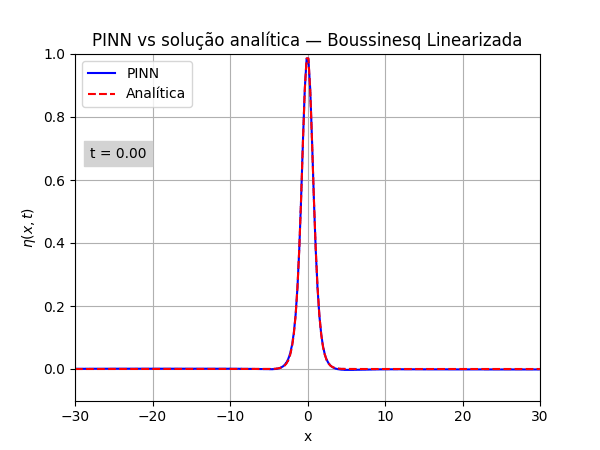 PINN vs solução analítica — Boussinesq Linearizada
PINN
Analítica
t = 0.00
η(x, t)
1.0
0.8
0.6
0.4
0.2
0.0
−30
−20
−10
0
10
20
30
x